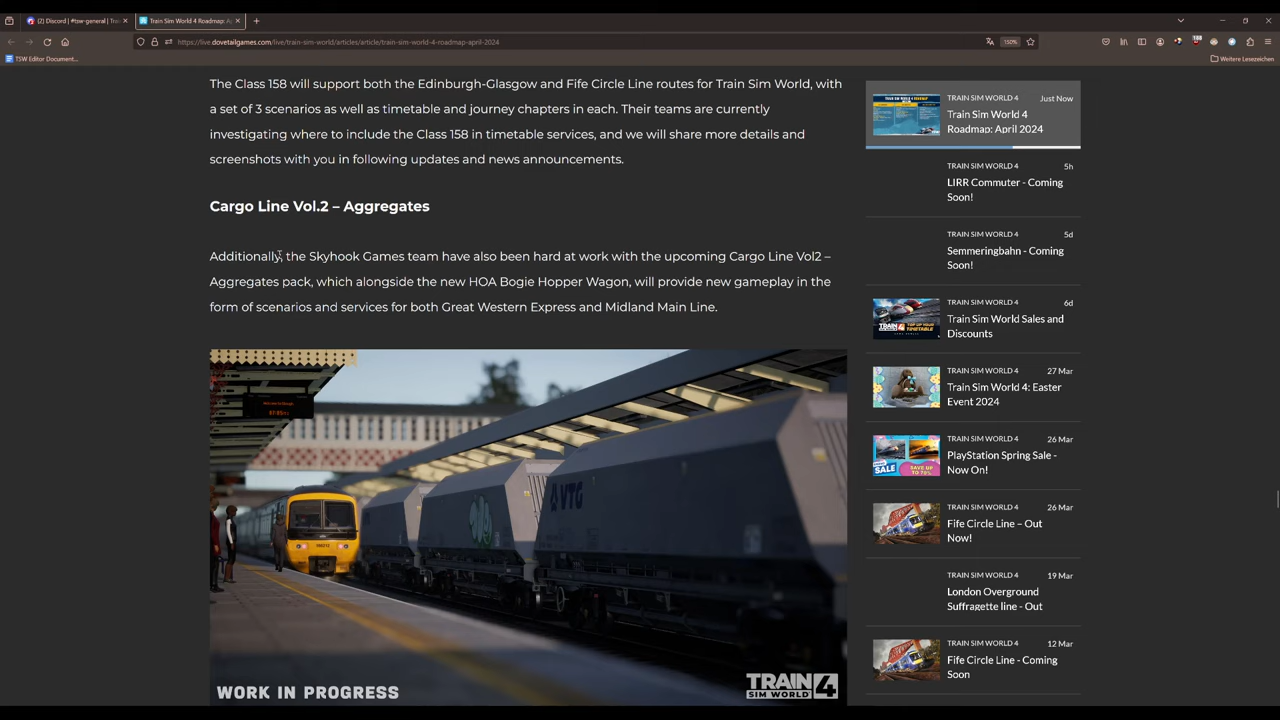 (2) Discord | #tsw-general | Tr
Train Sim World 4 Roadmap: A
https://live.dovetailgames.com/live/train-sim-world/articles/article/train-sim-world-4-roadmap-april-2024
150%
TSW Editor Document...
Weitere Lesezeichen
The Class 158 will support both the Edinburgh-Glasgow and Fife Circle Line routes for Train Sim World, with
set of 3 scenarios as well as timetable and journey chapters in each. Their teams are currently
investigating where to include the Class 158 in timetable services, and we will share more details and
screenshots with you in following updates and news announcements.
Cargo Line Vol.2 – Aggregates
Additionally, the Skyhook Games team have also been hard at work with the upcoming Cargo Line Vol2 –
Aggregates pack, which alongside the new HOA Bogie Hopper Wagon, will provide new gameplay in the
form of scenarios and services for both Great Western Express and Midland Main Line.
VTG
WORK IN PROGRESS
TRAIN
SIM WORLD 4
TRAIN SIM WORLD 4
Just Now
Train Sim World 4
Roadmap: April 2024
TRAIN SIM WORLD 4
5h
LIRR Commuter - Coming
Soon!
TRAIN SIM WORLD 4
5d
Semmeringbahn - Coming
Soon!
TRAIN SIM WORLD 4
6d
Train Sim World Sales and
Discounts
TRAIN SIM WORLD 4
27 Mar
Train Sim World 4: Easter
Event 2024
TRAIN SIM WORLD 4
26 Mar
PlayStation Spring Sale -
Now On!
TRAIN SIM WORLD 4
26 Mar
Fife Circle Line – Out
Now!
TRAIN SIM WORLD 4
19 Mar
London Overground
Suffragette line - Out
TRAIN SIM WORLD 4
12 Mar
Fife Circle Line - Coming
Soon